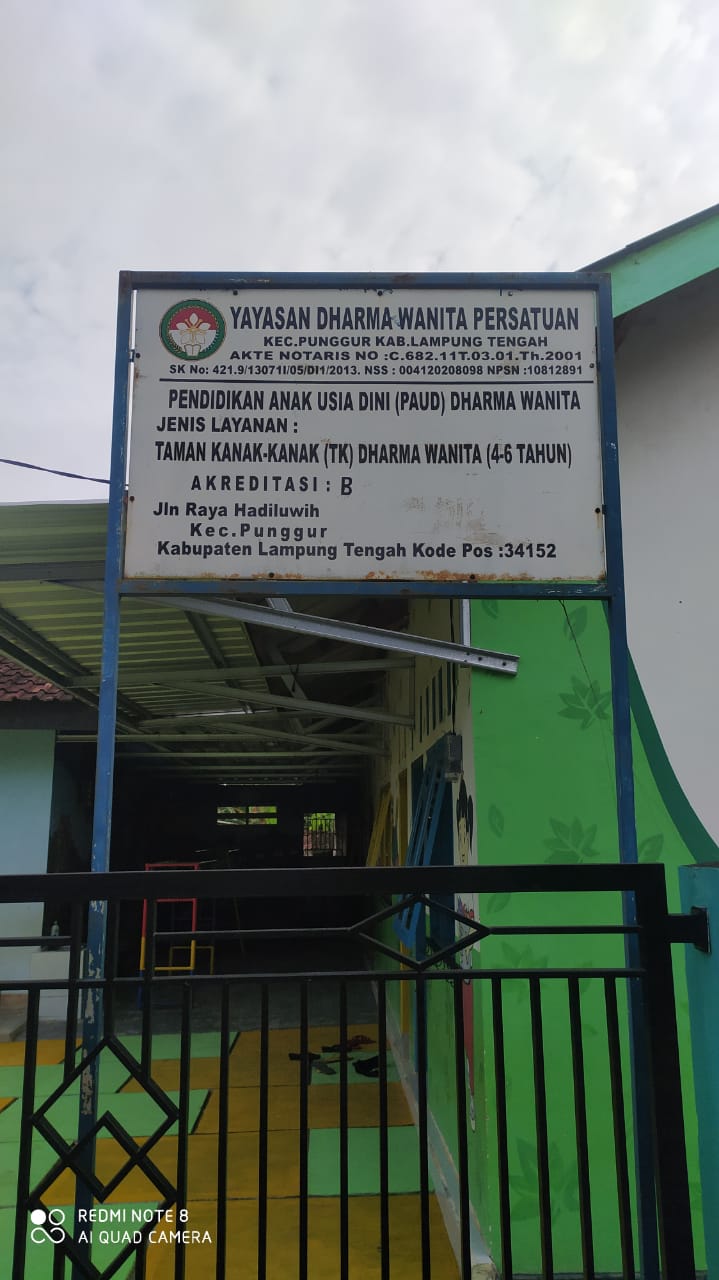 YAYASAN DHARMA WANITA PERSATUAN
KEC.PUNGGUR KAB.LAMPUNG TENGAH
AKTE NOTARIS NO :C.682.11T.03.01.Th.2001
SK No: 421.9/13071I/05/DI1/2013. NSS : 004120208098 NPSN :10812891
PENDIDIKAN ANAK USIA DINI (PAUD) DHARMA WANITA
JENIS LAYANAN :
TAMAN KANAK-KANAK (TK) DHARMA WANITA (4-6 TAHUN)
AKREDITASI : B
Jln Raya Hadiluwih
Kec.Punggur
Kabupaten Lampung Tengah Kode Pos :34152
REDMI NOTE 8
AI QUAD CAMERA